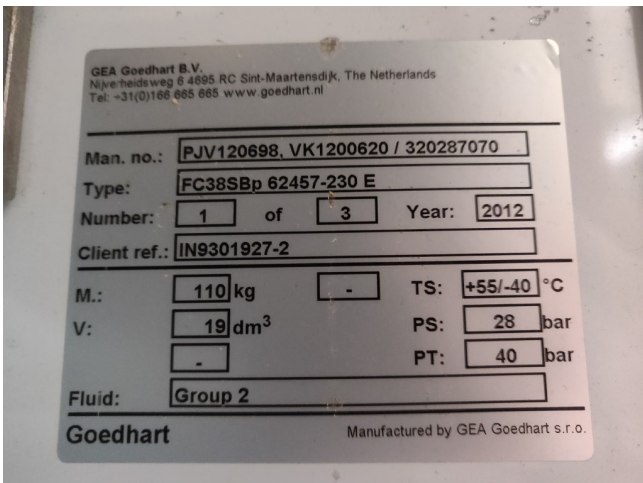 GEA Goedhart B.V.
Nijverheidsweg 6 4695 RC Sint-Maartensdijk, The Netherlands
Tel: +31(0)166 665 665 www.goedhart.nl
Man. no.: PJV120698, VK1200620 / 320287070
Type: FC38SBp 62457-230 E
Number: 1 of 3 Year: 2012
Client ref.: IN9301927-2
M.: 110 kg - TS: +55/-40 °C
V: 19 dm³ PS: 28 bar
- PT: 40 bar
Fluid: Group 2
Goedhart Manufactured by GEA Goedhart s.r.o.